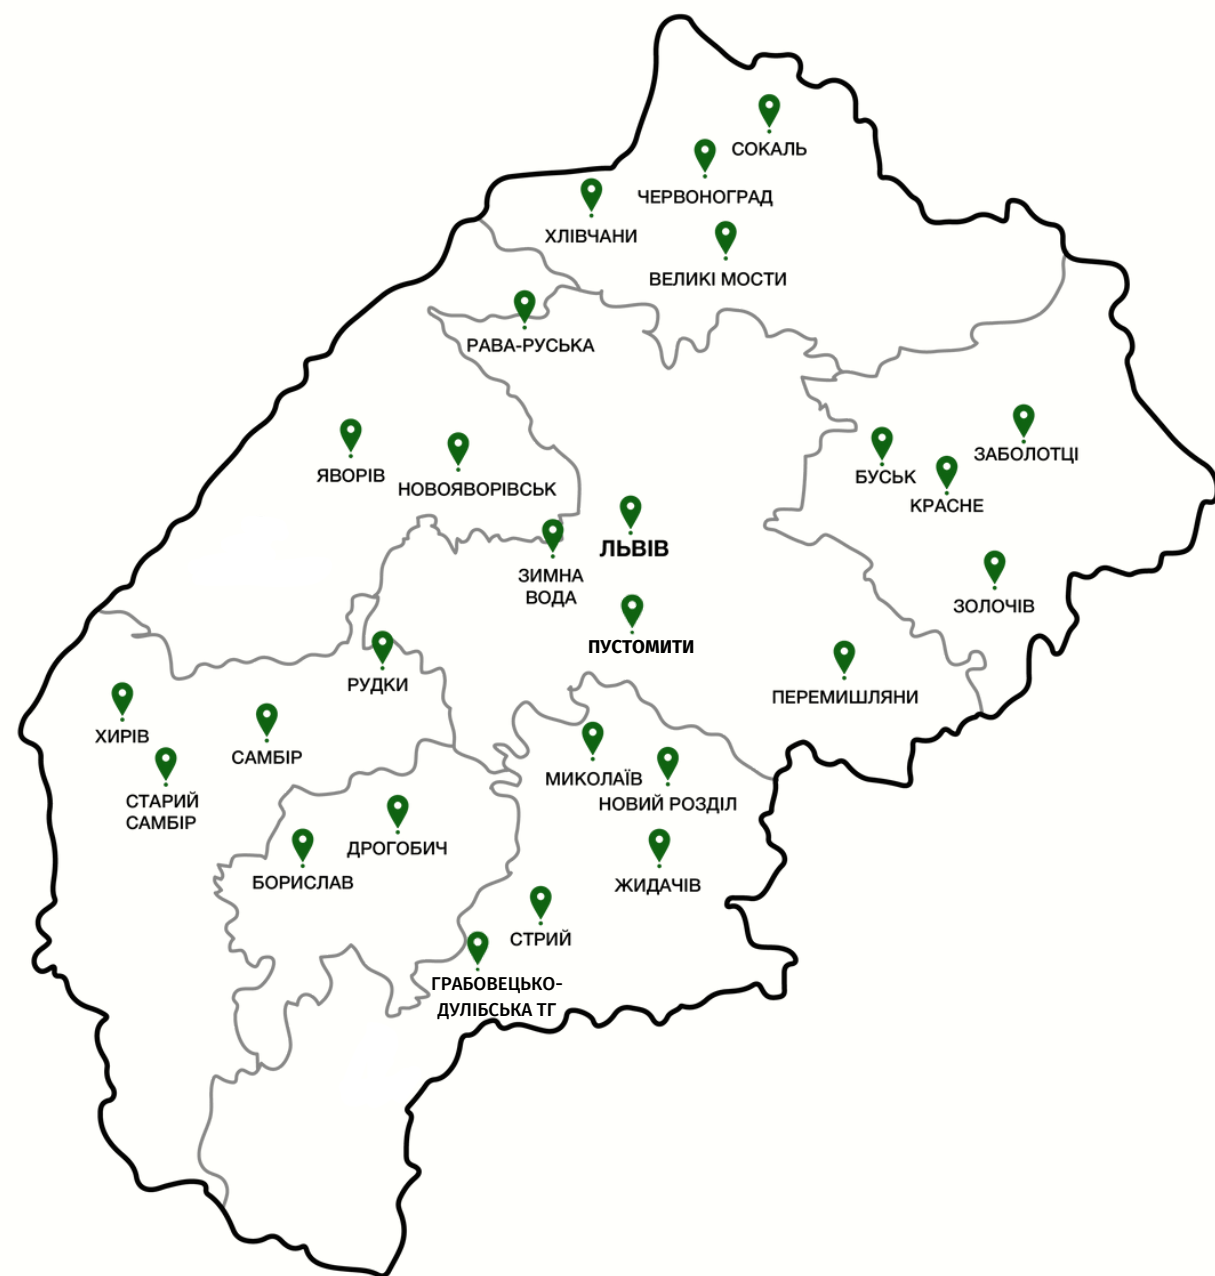 СОКАЛЬ
ЧЕРВОНОГРАД
ХЛІВЧАНИ
ВЕЛИКІ МОСТИ
РАВА-РУСЬКА
ЯВОРІВ
НОВОЯВОРІВСЬК
ЗАБОЛОТЦІ
БУСЬК
КРАСНЕ
ЛЬВІВ
ЗИМНА
ВОДА
ЗОЛОЧІВ
ПУСТОМИТИ
РУДКИ
ПЕРЕМИШЛЯНИ
ХИРІВ
САМБІР
СТАРИЙ
САМБІР
МИКОЛАЇВ
НОВИЙ РОЗДІЛ
ДРОГОБИЧ
БОРИСЛАВ
ЖИДАЧІВ
СТРИЙ
ГРАБОВЕЦЬКО-
ДУЛІБСЬКА ТГ